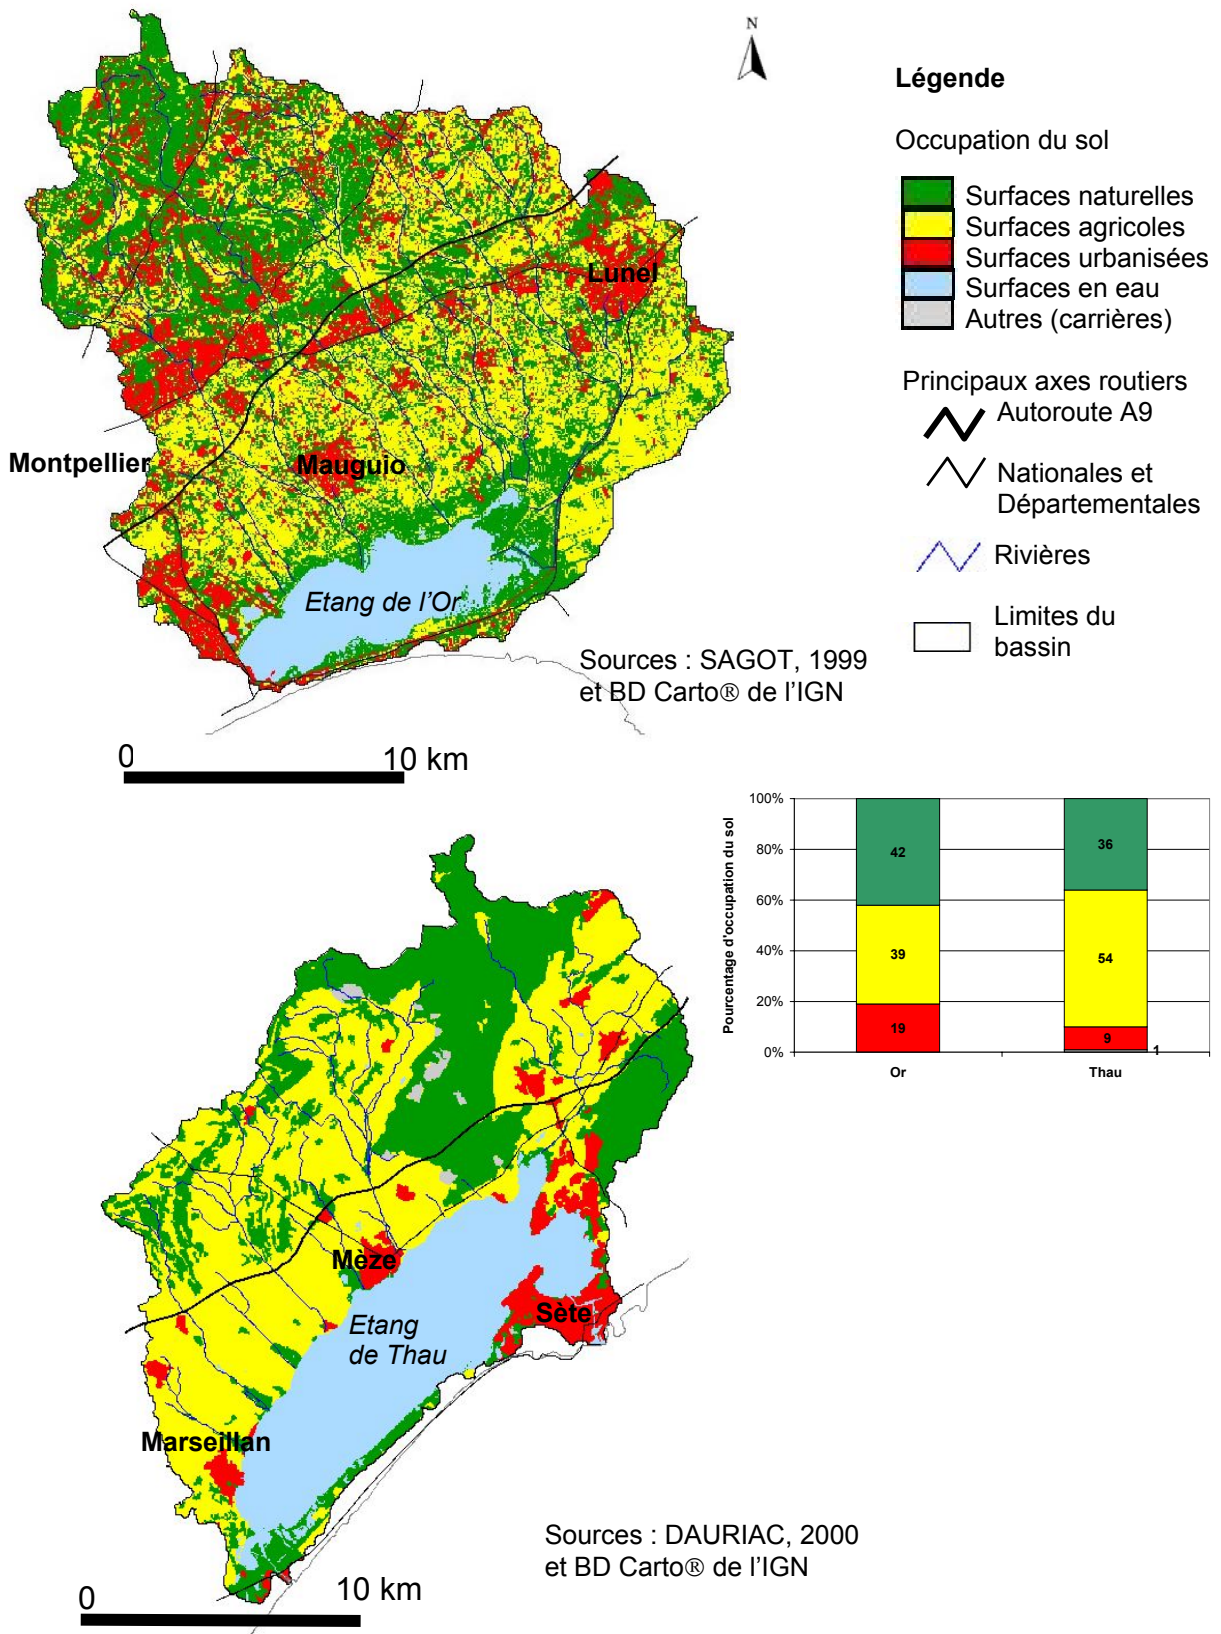 N
Légende
Occupation du sol
Surfaces naturelles
Surfaces agricoles
Surfaces urbanisées
Surfaces en eau
Autres (carrières)
Principaux axes routiers
Autoroute A9
Nationales et
Départementales
Rivières
Limites du
bassin
Lunel
Montpellier
Mauguio
Etang de l'Or
Sources : SAGOT, 1999
et BD Carto® de l'IGN
0 10 km
Pourcentage d'occupation du sol
100%
80%
60%
40%
20%
0%
42
39
19
36
54
9
1
Or
Thau
Mèze
Sète
Etang
de Thau
Marseillan
Sources : DAURIAC, 2000
et BD Carto® de l'IGN
0 10 km